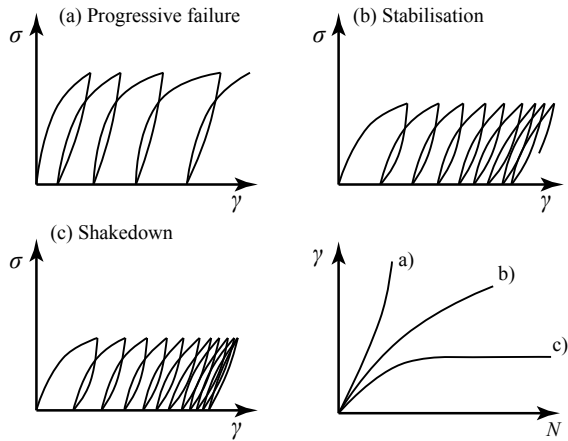 (a) Progressive failure
σ
γ
(b) Stabilisation
σ
γ
(c) Shakedown
σ
γ
γ
a)
b)
c)
N